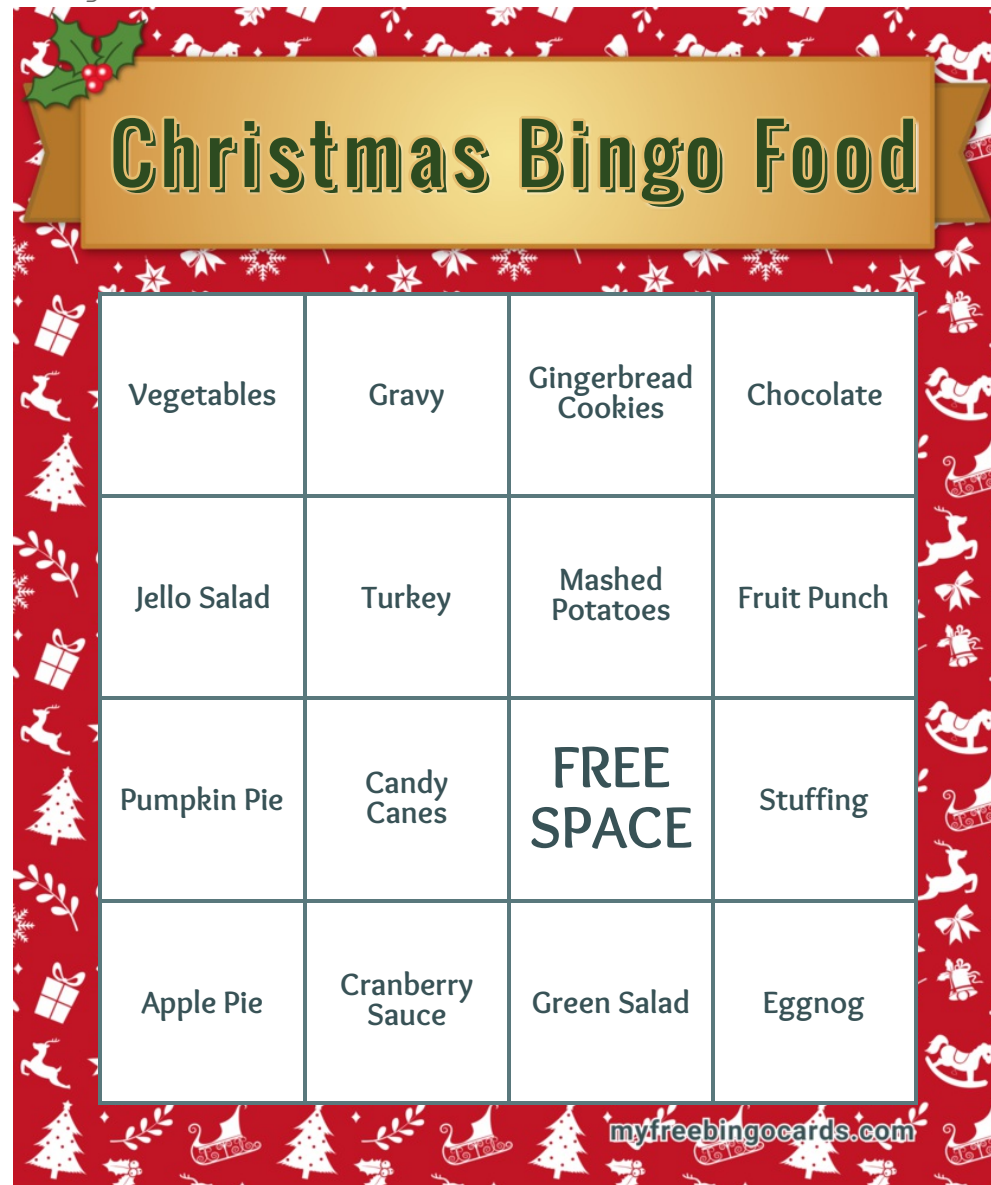 Christmas Bingo Food
Vegetables
Gravy
Gingerbread
Cookies
Chocolate
Jello Salad
Turkey
Mashed
Potatoes
Fruit Punch
Pumpkin Pie
Candy
Canes
FREE
SPACE
Stuffing
Apple Pie
Cranberry
Sauce
Green Salad
Eggnog
myfreebingocards.com